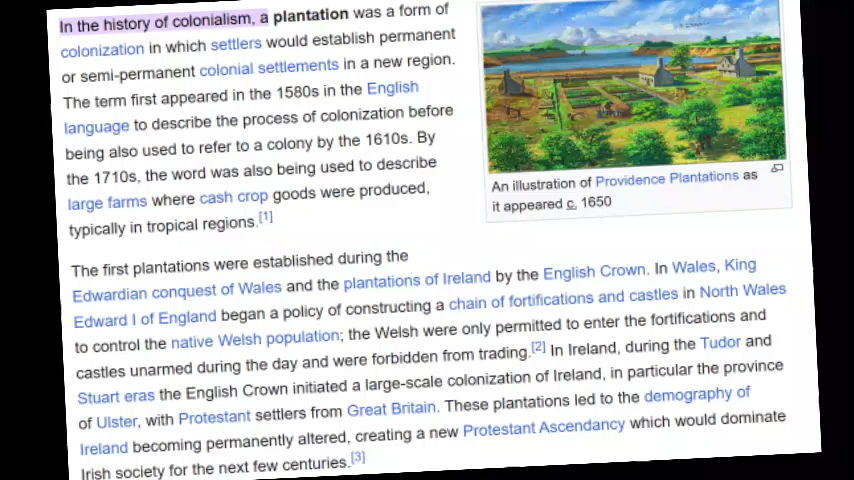 In the history of colonialism, a plantation was a form of
colonization in which settlers would establish permanent
or semi-permanent colonial settlements in a new region.
The term first appeared in the 1580s in the English
language to describe the process of colonization before
being also used to refer to a colony by the 1610s. By
the 1710s, the word was also being used to describe
large farms where cash crop goods were produced,
typically in tropical regions.[1]
An illustration of Providence Plantations as
it appeared c. 1650
The first plantations were established during the
Edwardian conquest of Wales and the plantations of Ireland by the English Crown. In Wales, King
Edward I of England began a policy of constructing a chain of fortifications and castles in North Wales
to control the native Welsh population; the Welsh were only permitted to enter the fortifications and
castles unarmed during the day and were forbidden from trading.[2] In Ireland, during the Tudor and
Stuart eras the English Crown initiated a large-scale colonization of Ireland, in particular the province
of Ulster, with Protestant settlers from Great Britain. These plantations led to the demography of
Ireland becoming permanently altered, creating a new Protestant Ascendancy which would dominate
Irish society for the next few centuries.[3]